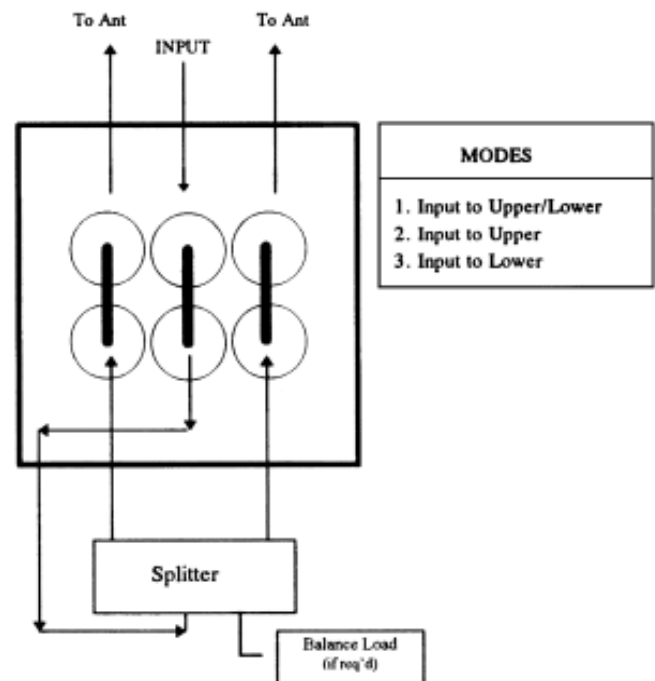 To Ant
To Ant
INPUT
MODES
1. Input to Upper/Lower
2. Input to Upper
3. Input to Lower
Splitter
Balance Load
(if req'd)